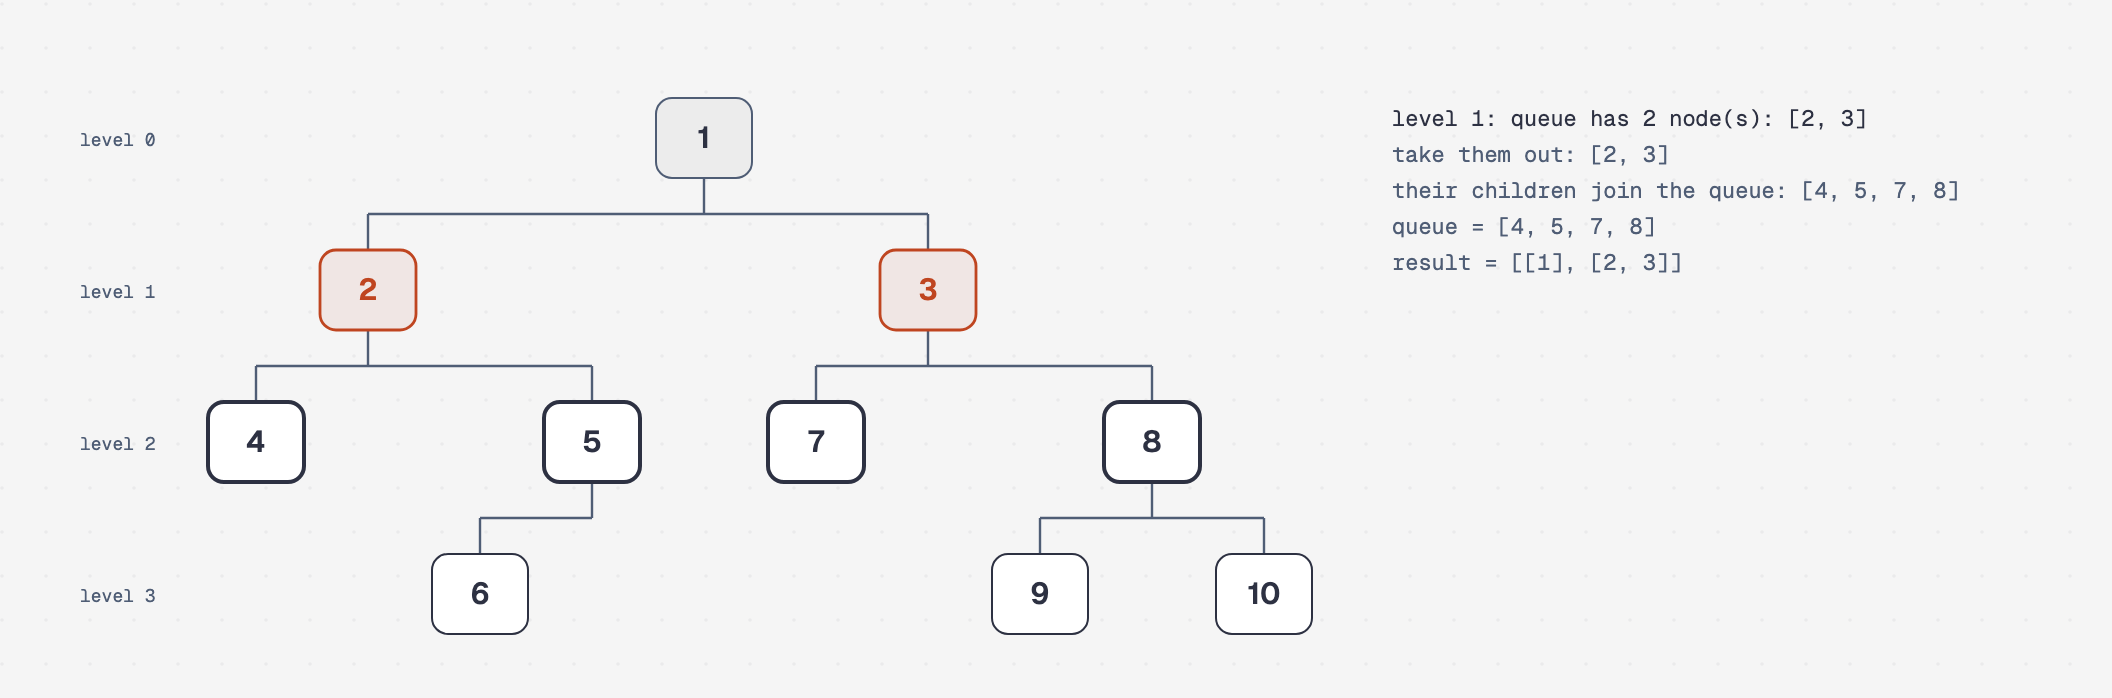 level 0
1
level 1
2
3
level 2
4
5
7
8
level 3
6
9
10
level 1: queue has 2 node(s): [2, 3]
take them out: [2, 3]
their children join the queue: [4, 5, 7, 8]
queue = [4, 5, 7, 8]
result = [[1], [2, 3]]